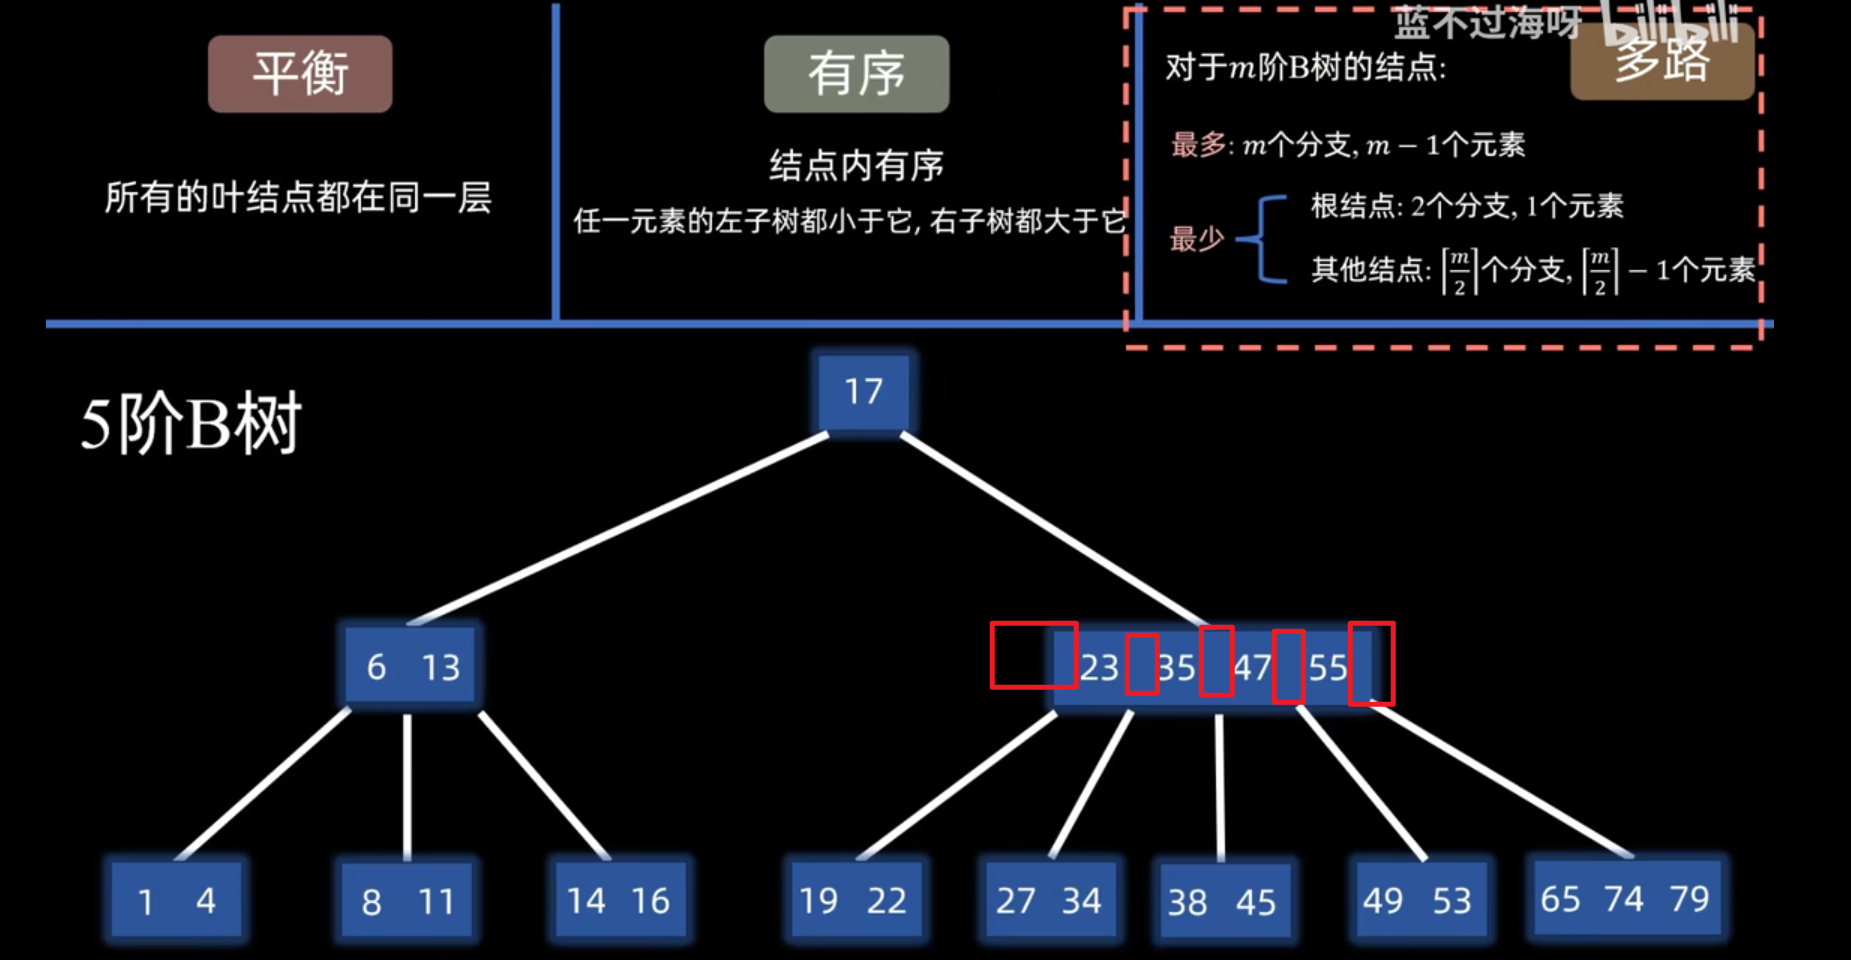 蓝不过海呀 bilibili
平衡
有序
多路
对于m阶B树的结点:
所有的叶结点都在同一层
结点内有序
任一元素的左子树都小于它, 右子树都大于它
最多: m个分支, m − 1个元素
最少
根结点: 2个分支, 1个元素
其他结点: ⌈m/2⌉个分支, ⌈m/2⌉ − 1个元素
5阶B树
17
6 13
23 35 47 55
1 4
8 11
14 16
19 22
27 34
38 45
49 53
65 74 79